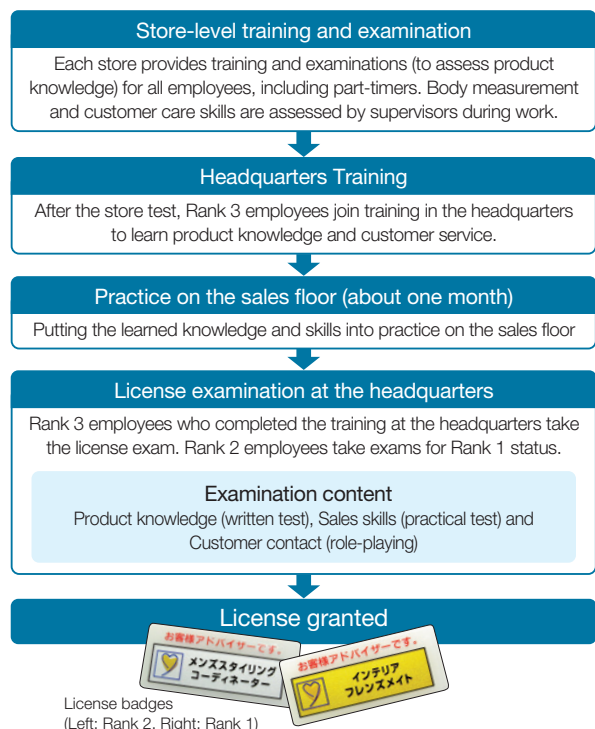 Store-level training and examination
Each store provides training and examinations (to assess product
knowledge) for all employees, including part-timers. Body measurement
and customer care skills are assessed by supervisors during work.
Headquarters Training
After the store test, Rank 3 employees join training in the headquarters
to learn product knowledge and customer service.
Practice on the sales floor (about one month)
Putting the learned knowledge and skills into practice on the sales floor
License examination at the headquarters
Rank 3 employees who completed the training at the headquarters take
the license exam. Rank 2 employees take exams for Rank 1 status.
Examination content
Product knowledge (written test), Sales skills (practical test) and
Customer contact (role-playing)
License granted
お客様アドバイザーです。
メンズスタイリング
コーディネーター
お客様アドバイザーです。
インテリア
フレンズメイト
License badges
(Left: Rank 2, Right: Rank 1)